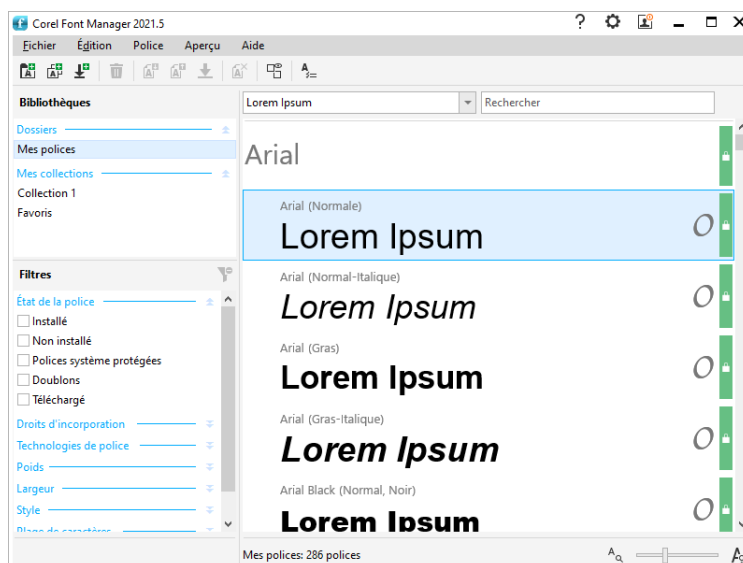 Corel Font Manager 2021.5
Fichier Édition Police Aperçu Aide
Bibliothèques
Dossiers
Mes polices
Mes collections
Collection 1
Favoris
Filtres
État de la police
Installé
Non installé
Polices système protégées
Doublons
Téléchargé
Droits d'incorporation
Technologies de police
Poids
Largeur
Style
Plage de caractères
Lorem Ipsum Rechercher
Arial
Arial (Normale)
Lorem Ipsum
Arial (Normal-Italique)
Lorem Ipsum
Arial (Gras)
Lorem Ipsum
Arial (Gras-Italique)
Lorem Ipsum
Arial Black (Normal, Noir)
Lorem Ipsum
Mes polices: 286 polices